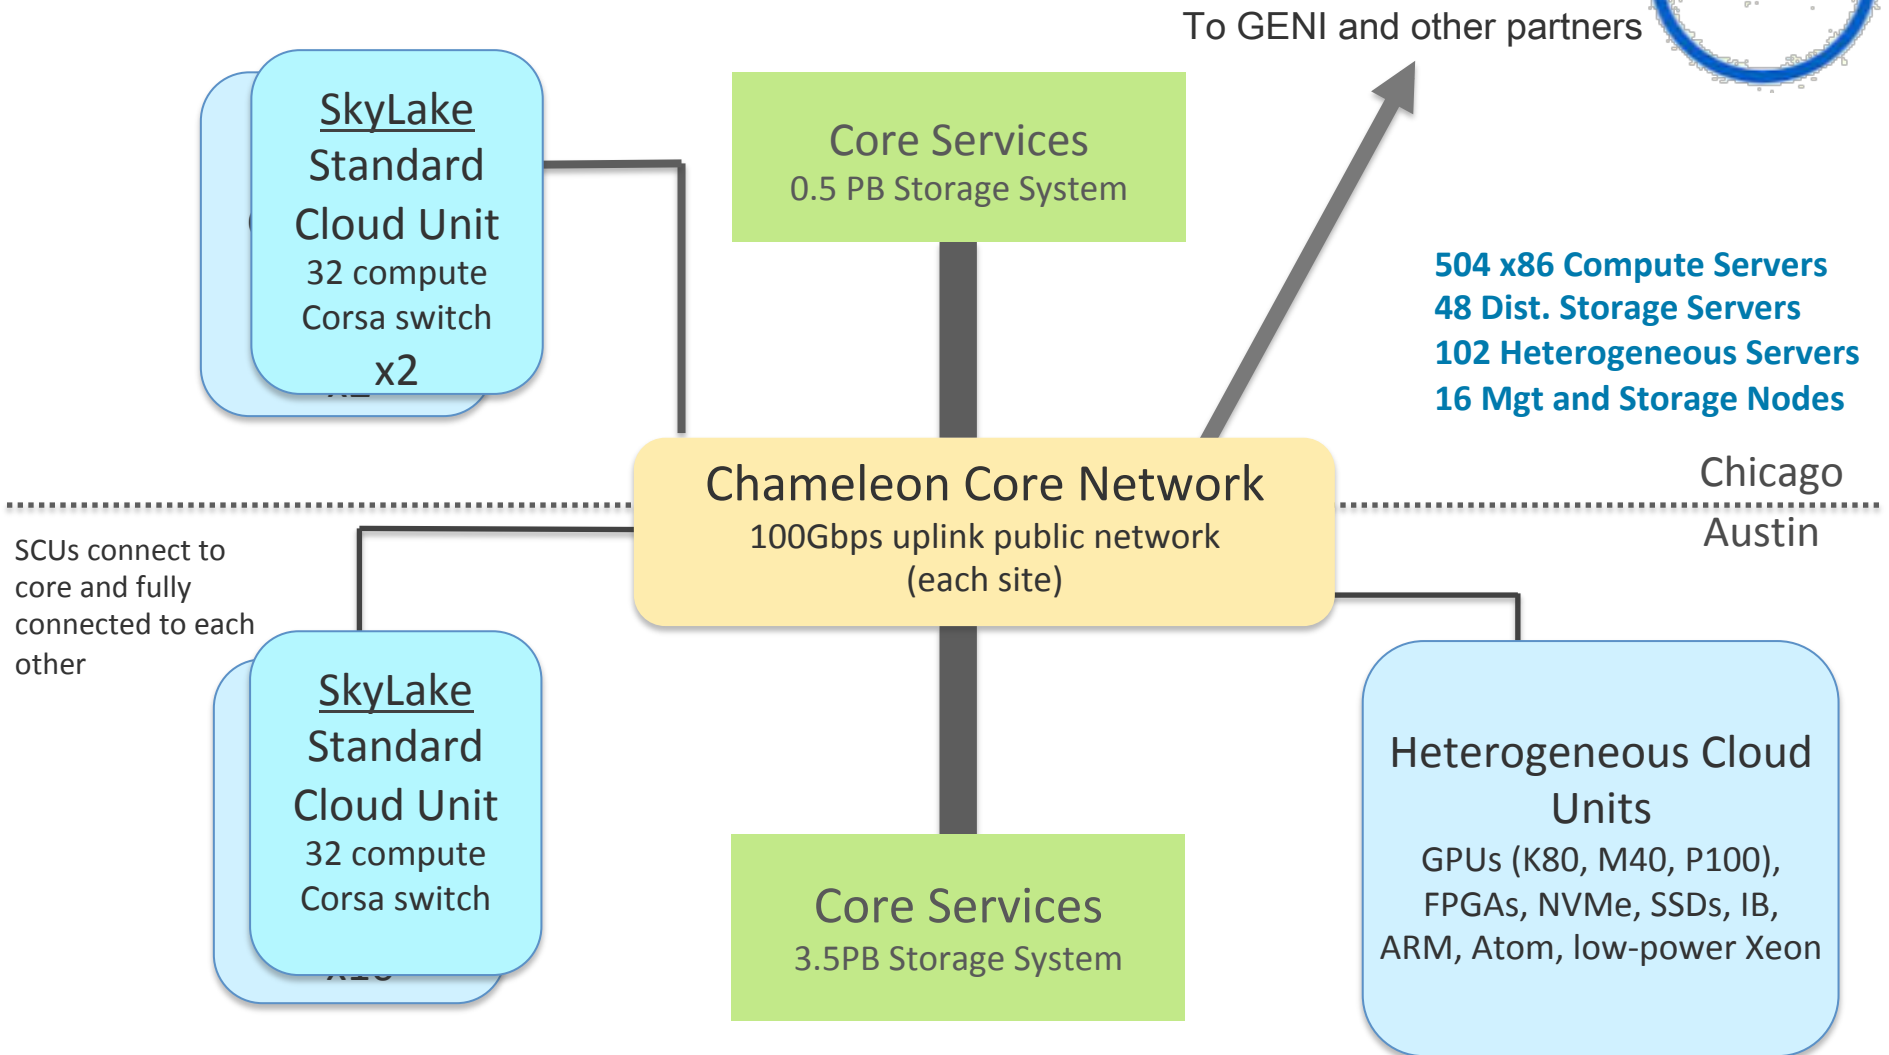 To GENI and other partners
SkyLake
Standard
Cloud Unit
32 compute
Corsa switch
x2
Core Services
0.5 PB Storage System
504 x86 Compute Servers
48 Dist. Storage Servers
102 Heterogeneous Servers
16 Mgt and Storage Nodes
Chicago
Austin
Chameleon Core Network
100Gbps uplink public network
(each site)
SCUs connect to
core and fully
connected to each
other
SkyLake
Standard
Cloud Unit
32 compute
Corsa switch
Core Services
3.5PB Storage System
Heterogeneous Cloud
Units
GPUs (K80, M40, P100),
FPGAs, NVMe, SSDs, IB,
ARM, Atom, low-power Xeon